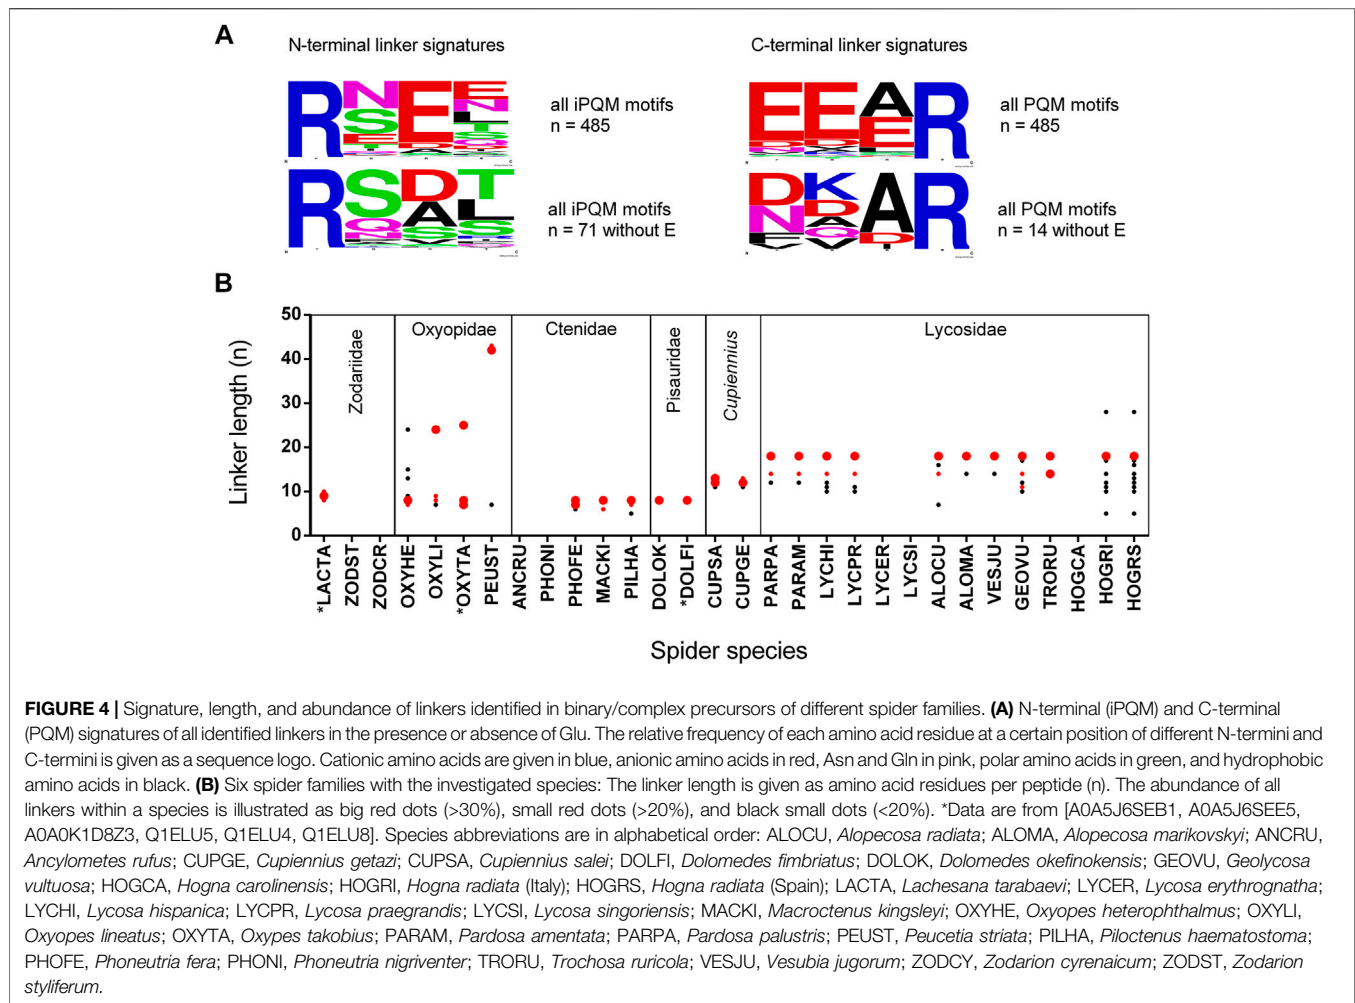 A
N-terminal linker signatures
C-terminal linker signatures
all iPQM motifs
n = 485
all PQM motifs
n = 485
all iPQM motifs
n = 71 without E
all PQM motifs
n = 14 without E
B
Linker length (n)
50
40
30
20
10
0
Zodariidae
Oxyopidae
Ctenidae
Pisauridae
Cupiennius
Lycosidae
*LACTA
ZODST
ZODCR
OXYHE
OXYLI
*OXYTA
PEUST
ANCRU
PHONI
PHOFE
MACKI
PILHA
DOLOK
*DOLFI
CUPSA
CUPGE
PARPA
PARAM
LYCHI
LYCPR
LYCER
LYCSI
ALOCU
ALOMA
VESJU
GEOVU
TRORU
HOGCA
HOGRI
HOGRS
Spider species
FIGURE 4 | Signature, length, and abundance of linkers identified in binary/complex precursors of different spider families. (A) N-terminal (iPQM) and C-terminal
(PQM) signatures of all identified linkers in the presence or absence of Glu. The relative frequency of each amino acid residue at a certain position of different N-termini and
C-termini is given as a sequence logo. Cationic amino acids are given in blue, anionic amino acids in red, Asn and Gln in pink, polar amino acids in green, and hydrophobic
amino acids in black. (B) Six spider families with the investigated species: The linker length is given as amino acid residues per peptide (n). The abundance of all
linkers within a species is illustrated as big red dots (>30%), small red dots (>20%), and black small dots (<20%). *Data are from [A0A5J6SEB1, A0A5J6SEE5,
A0A0K1D8Z3, Q1ELU5, Q1ELU4, Q1ELU8]. Species abbreviations are in alphabetical order: ALOCU, Alopecosa radiata; ALOMA, Alopecosa marikovskyi; ANCRU,
Ancylometes rufus; CUPGE, Cupiennius getazi; CUPSA, Cupiennius salei; DOLFI, Dolomedes fimbriatus; DOLOK, Dolomedes okefinokensis; GEOVU, Geolycosa
vultuosa; HOGCA, Hogna carolinensis; HOGRI, Hogna radiata (Italy); HOGRS, Hogna radiata (Spain); LACTA, Lachesana tarabaevi; LYCER, Lycosa erythrognatha;
LYCHI, Lycosa hispanica; LYCPR, Lycosa praegrandis; LYCSI, Lycosa singoriensis; MACKI, Macroctenus kingsleyi; OXYHE, Oxyopes heterophthalmus; OXYLI,
Oxyopes lineatus; OXYTA, Oxypes takobius; PARAM, Pardosa amentata; PARPA, Pardosa palustris; PEUST, Peucetia striata; PILHA, Piloctenus haematostoma;
PHOFE, Phoneutria fera; PHONI, Phoneutria nigriventer; TRORU, Trochosa ruricola; VESJU, Vesubia jugorum; ZODCY, Zodarion cyrenaicum; ZODST, Zodarion
styliferum.